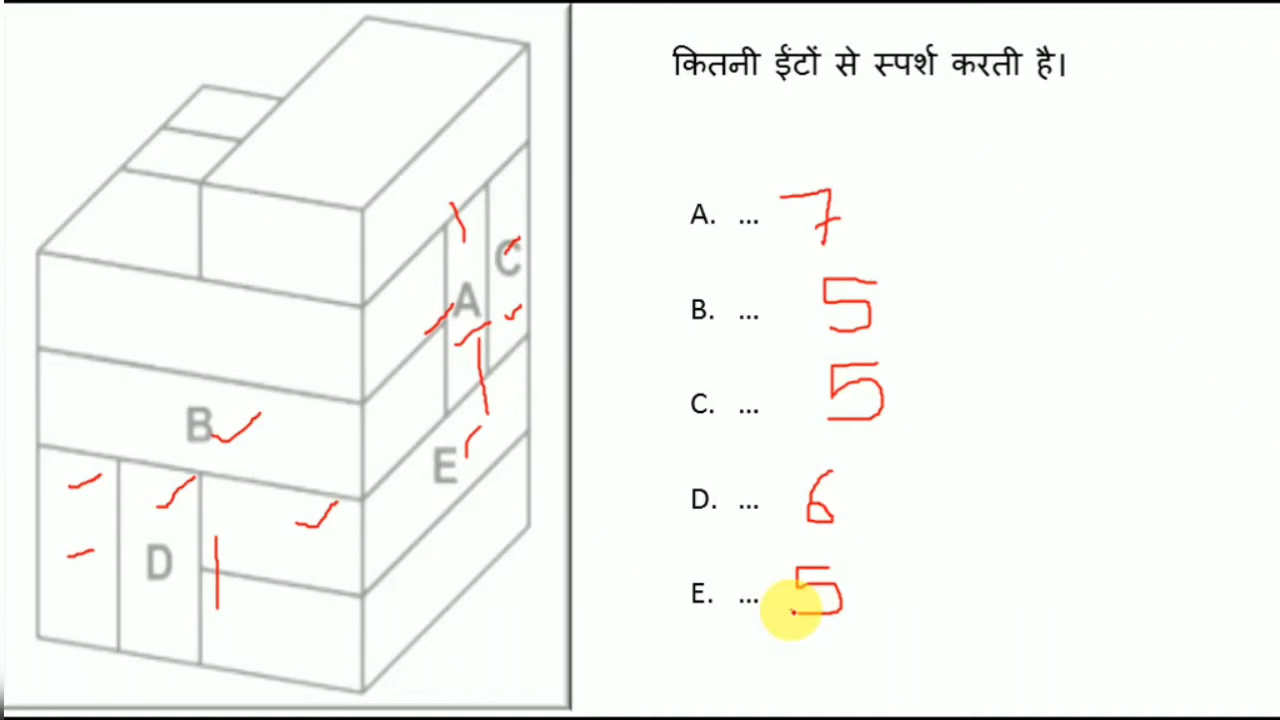 कितनी ईंटों से स्पर्श करती है।
A
C
B
E
D
A. ... 7
B. ... 5
C. ... 5
D. ... 6
E. ... 5